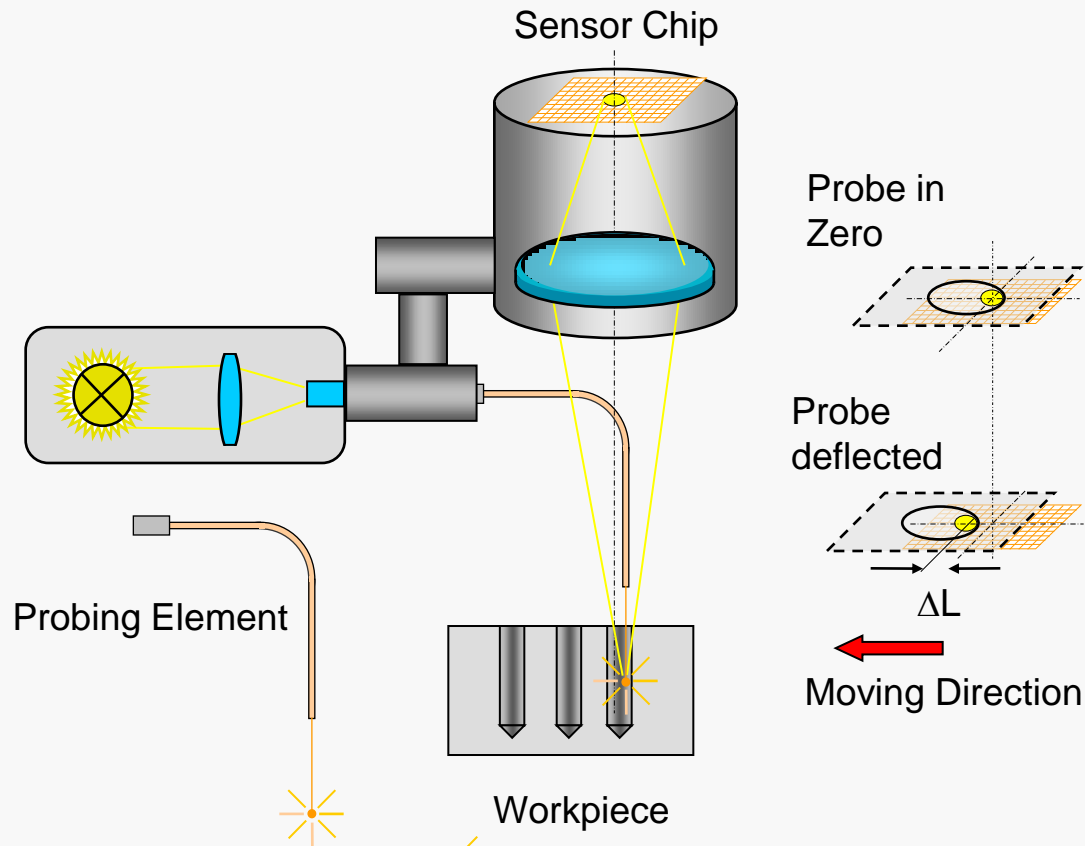 Sensor Chip
Probe in
Zero
Probe
deflected
Probing Element
ΔL
Moving Direction
Workpiece